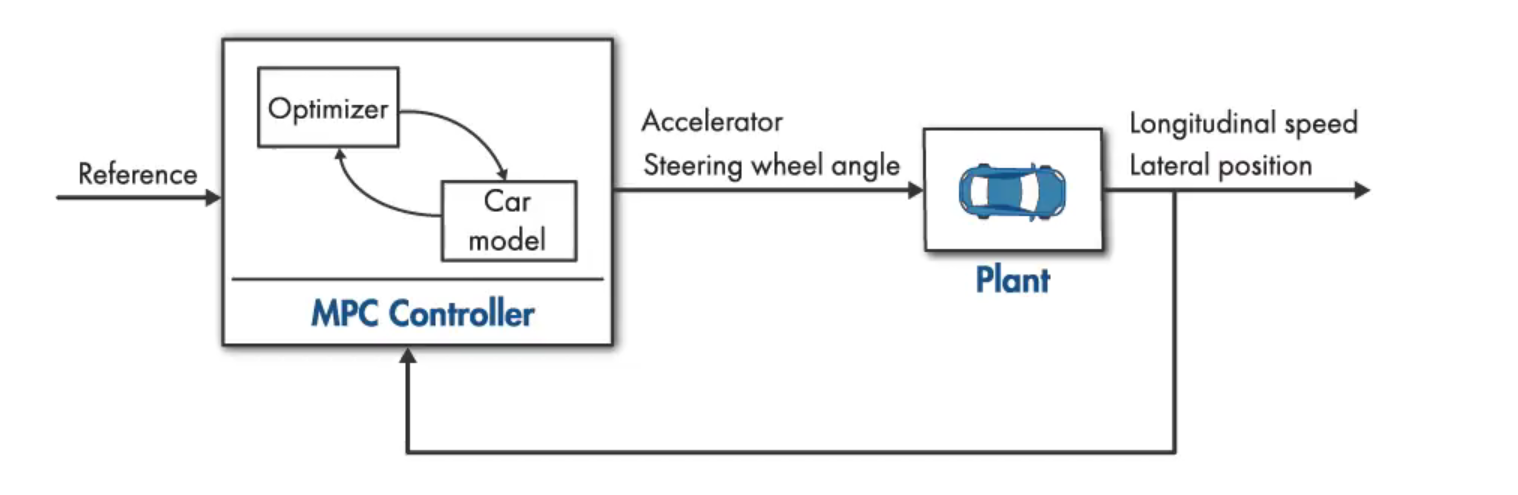 Reference
Optimizer
Car
model
MPC Controller
Accelerator
Steering wheel angle
Plant
Longitudinal speed
Lateral position